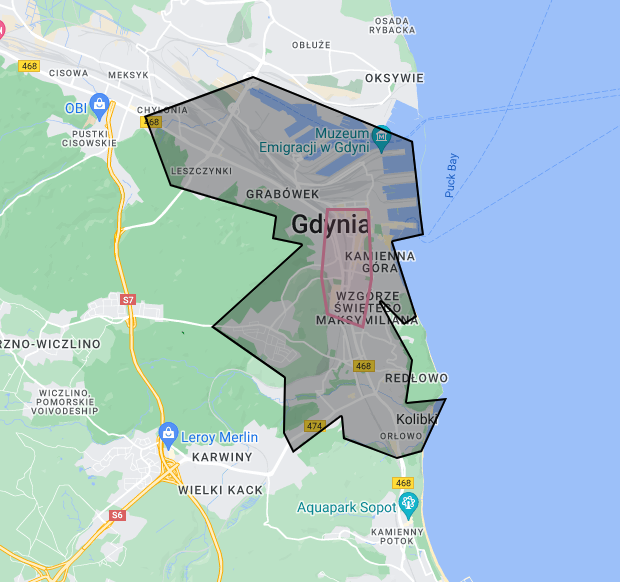 OSADA
RYBACKA
OBŁUŻE
468
CISOWA
MEKSYK
OKSYWIE
OBI
CHYLONIA
468
PUSTKI
CISOWSKIE
Muzeum
Emigracji w Gdyni
LESZCZYNKI
Puck Bay
GRABÓWEK
Gdynia
KAMIENNA
GÓRA
S7
WZGÓRZE
ŚWIĘTEGO
MAKSYMILIANA
RZNO-WICZLINO
468
REDŁOWO
WICZLINO,
POMORSKIE
VOIVODESHIP
Kolibki
474
ORŁOWO
Leroy Merlin
KARWINY
468
WIELKI KACK
Aquapark Sopot
S6
KAMIENNY
POTOK